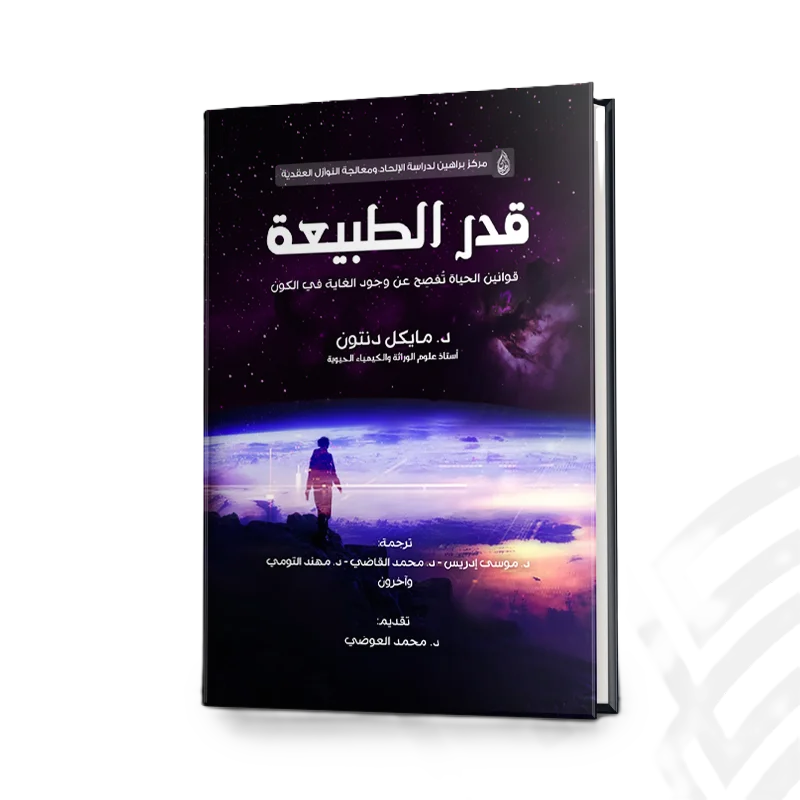 مركز براهين لدراسة الإلحاد ومعالجة النوازل العقدية
قدر الطبيعة
قوانين الحياة تُفصح عن وجود الغاية في الكون
د. مايكل دنتون
أستاذ علوم الوراثة والكيمياء الحيوية
ترجمة:
د. موسى إدريس - د. محمد القاضي - د. مهند التومي
وآخرون
تقديم:
د. محمد العوضي